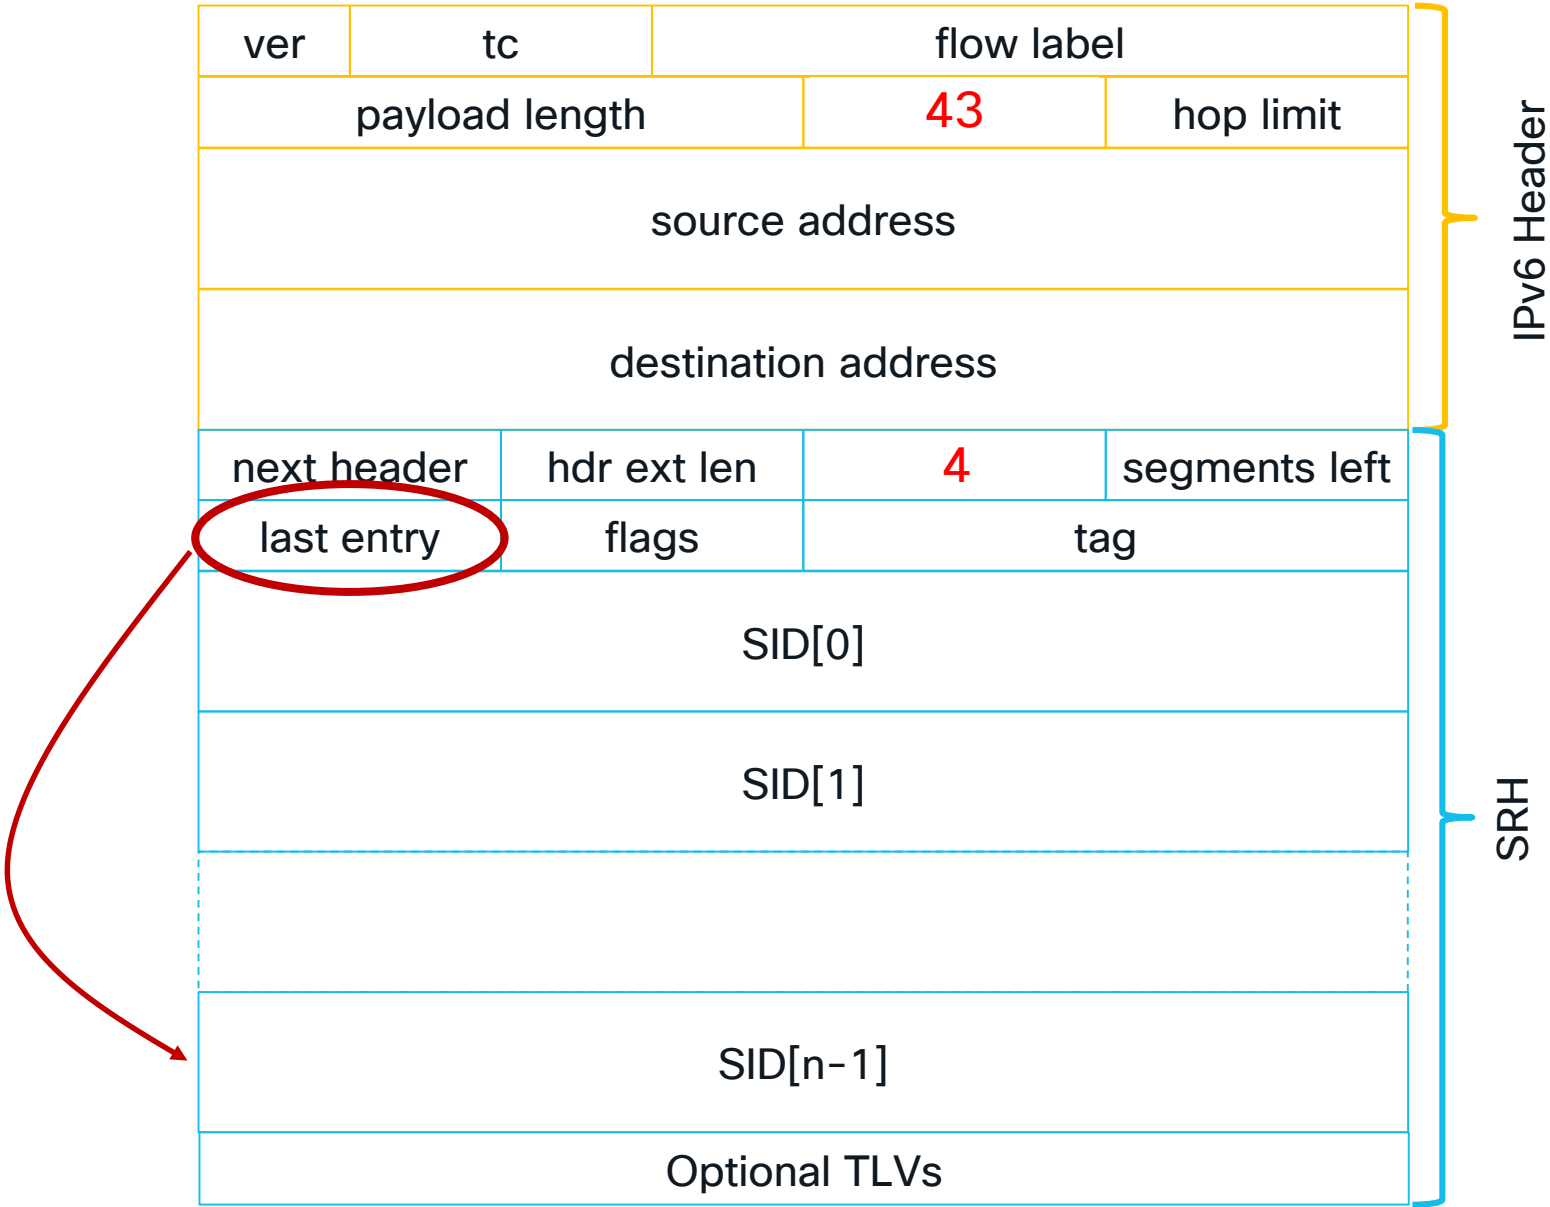 ver tc flow label
payload length 43 hop limit
source address
destination address
IPv6 Header
next header hdr ext len 4 segments left
last entry flags tag
SID[0]
SID[1]
SID[n-1]
Optional TLVs
SRH